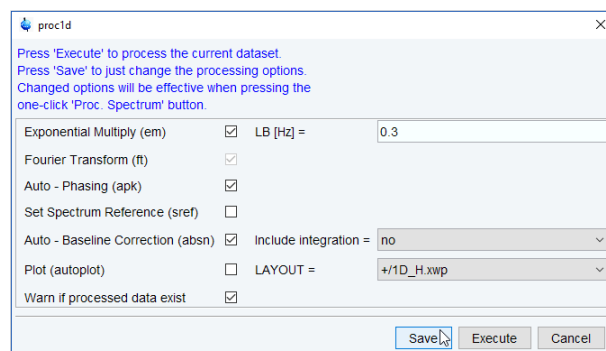 proc1d
Press 'Execute' to process the current dataset.
Press 'Save' to just change the processing options.
Changed options will be effective when pressing the
one-click 'Proc. Spectrum' button.
Exponential Multiply (em) LB [Hz] = 0.3
Fourier Transform (ft)
Auto - Phasing (apk)
Set Spectrum Reference (sref)
Auto - Baseline Correction (absn) Include integration = no
Plot (autoplot) LAYOUT = +/1D_H.xwp
Warn if processed data exist
Save Execute Cancel